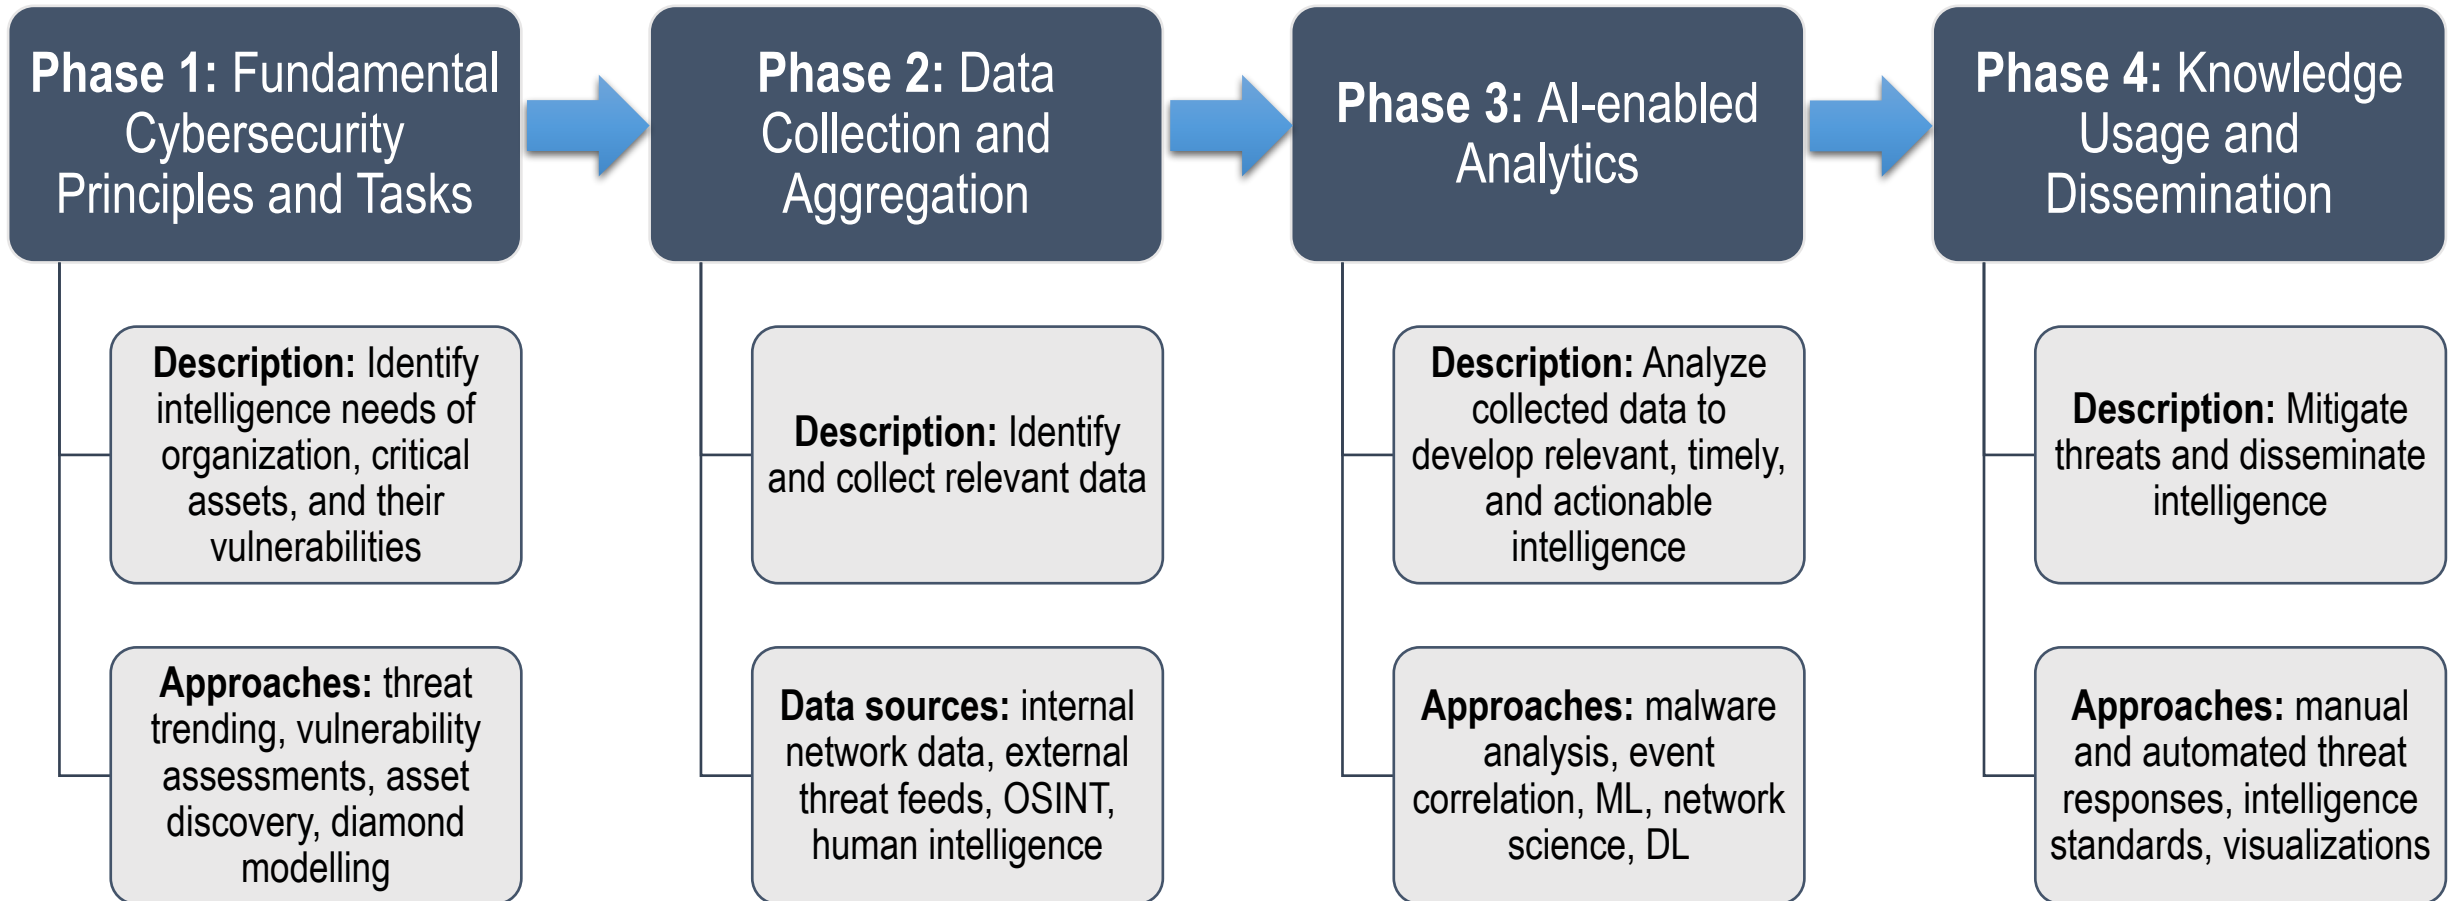 Phase 1: Fundamental
Cybersecurity
Principles and Tasks
Description: Identify
intelligence needs of
organization, critical
assets, and their
vulnerabilities
Approaches: threat
trending, vulnerability
assessments, asset
discovery, diamond
modelling
Phase 2: Data
Collection and
Aggregation
Description: Identify
and collect relevant data
Data sources: internal
network data, external
threat feeds, OSINT,
human intelligence
Phase 3: AI-enabled
Analytics
Description: Analyze
collected data to
develop relevant, timely,
and actionable
intelligence
Approaches: malware
analysis, event
correlation, ML, network
science, DL
Phase 4: Knowledge
Usage and
Dissemination
Description: Mitigate
threats and disseminate
intelligence
Approaches: manual
and automated threat
responses, intelligence
standards, visualizations